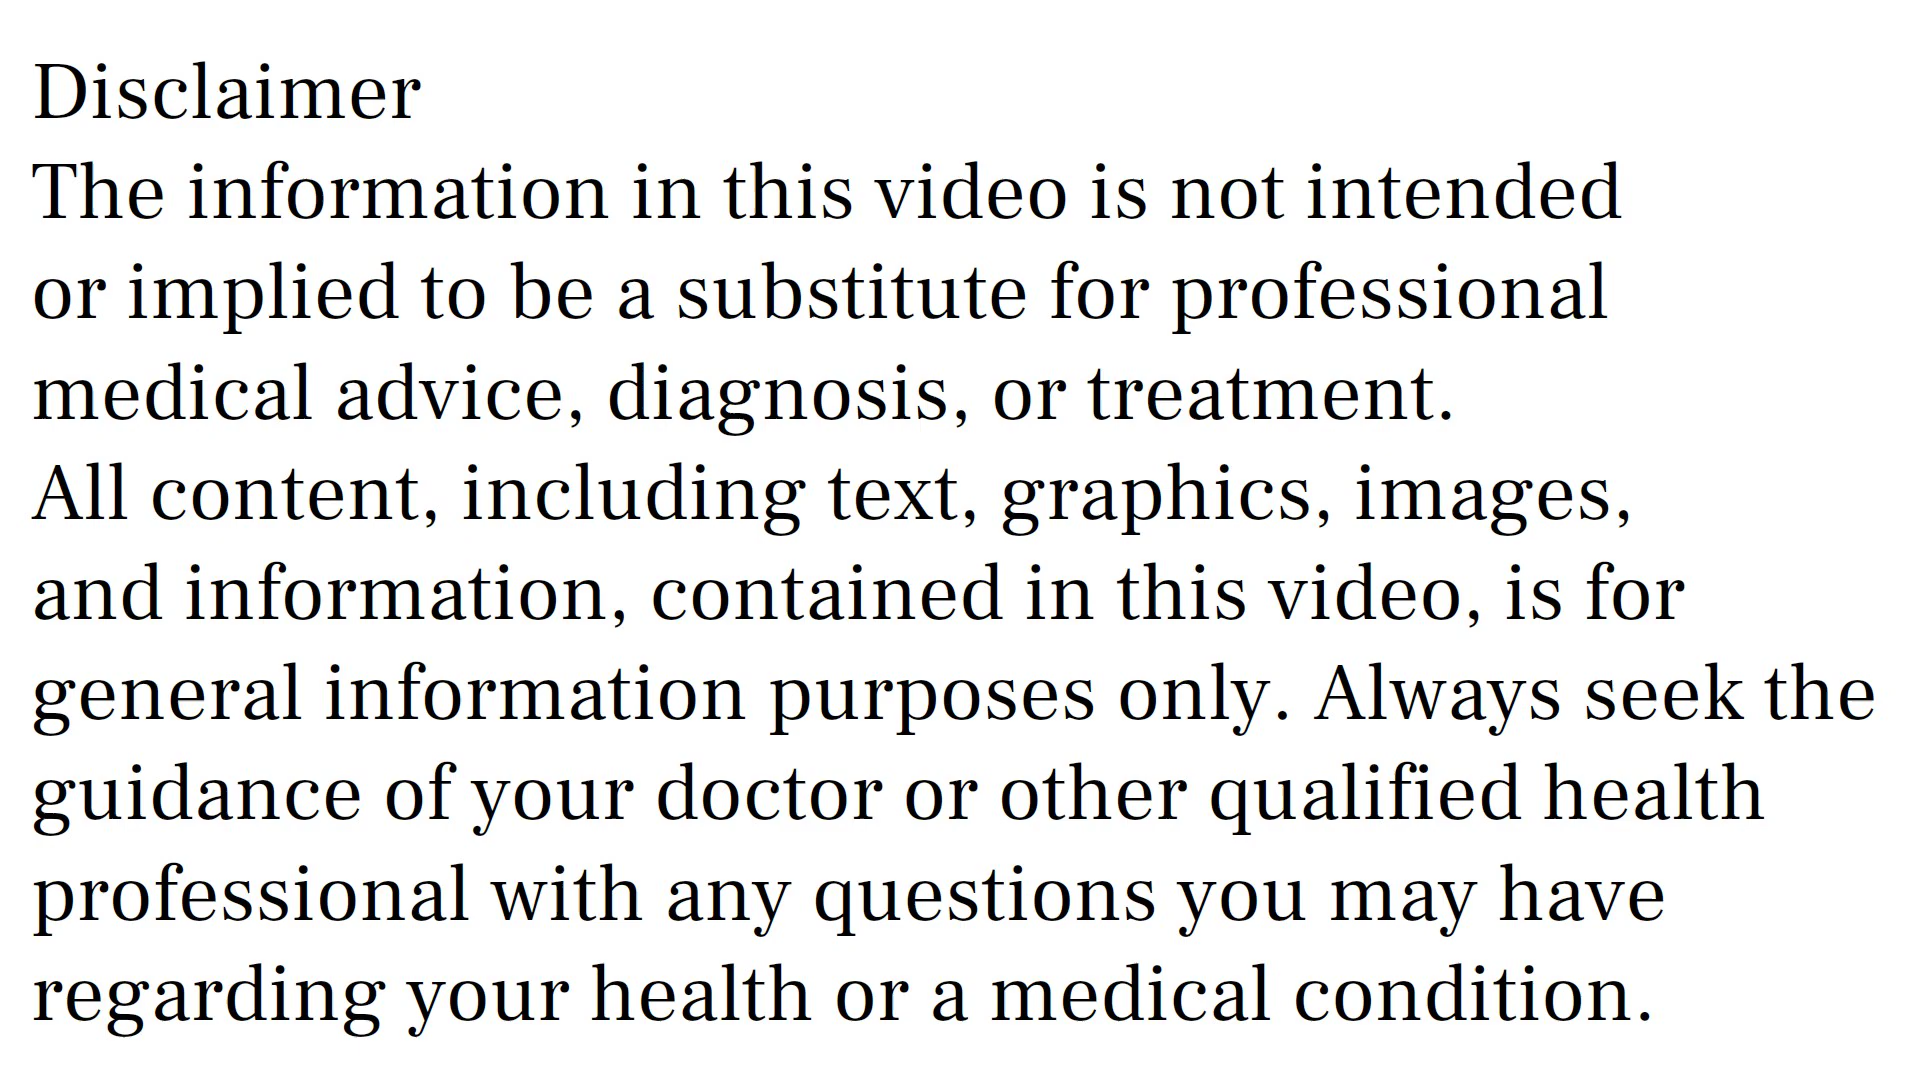 Disclaimer
The information in this video is not intended
or implied to be a substitute for professional
medical advice, diagnosis, or treatment.
All content, including text, graphics, images,
and information, contained in this video, is for
general information purposes only. Always seek the
guidance of your doctor or other qualified health
professional with any questions you may have
regarding your health or a medical condition.